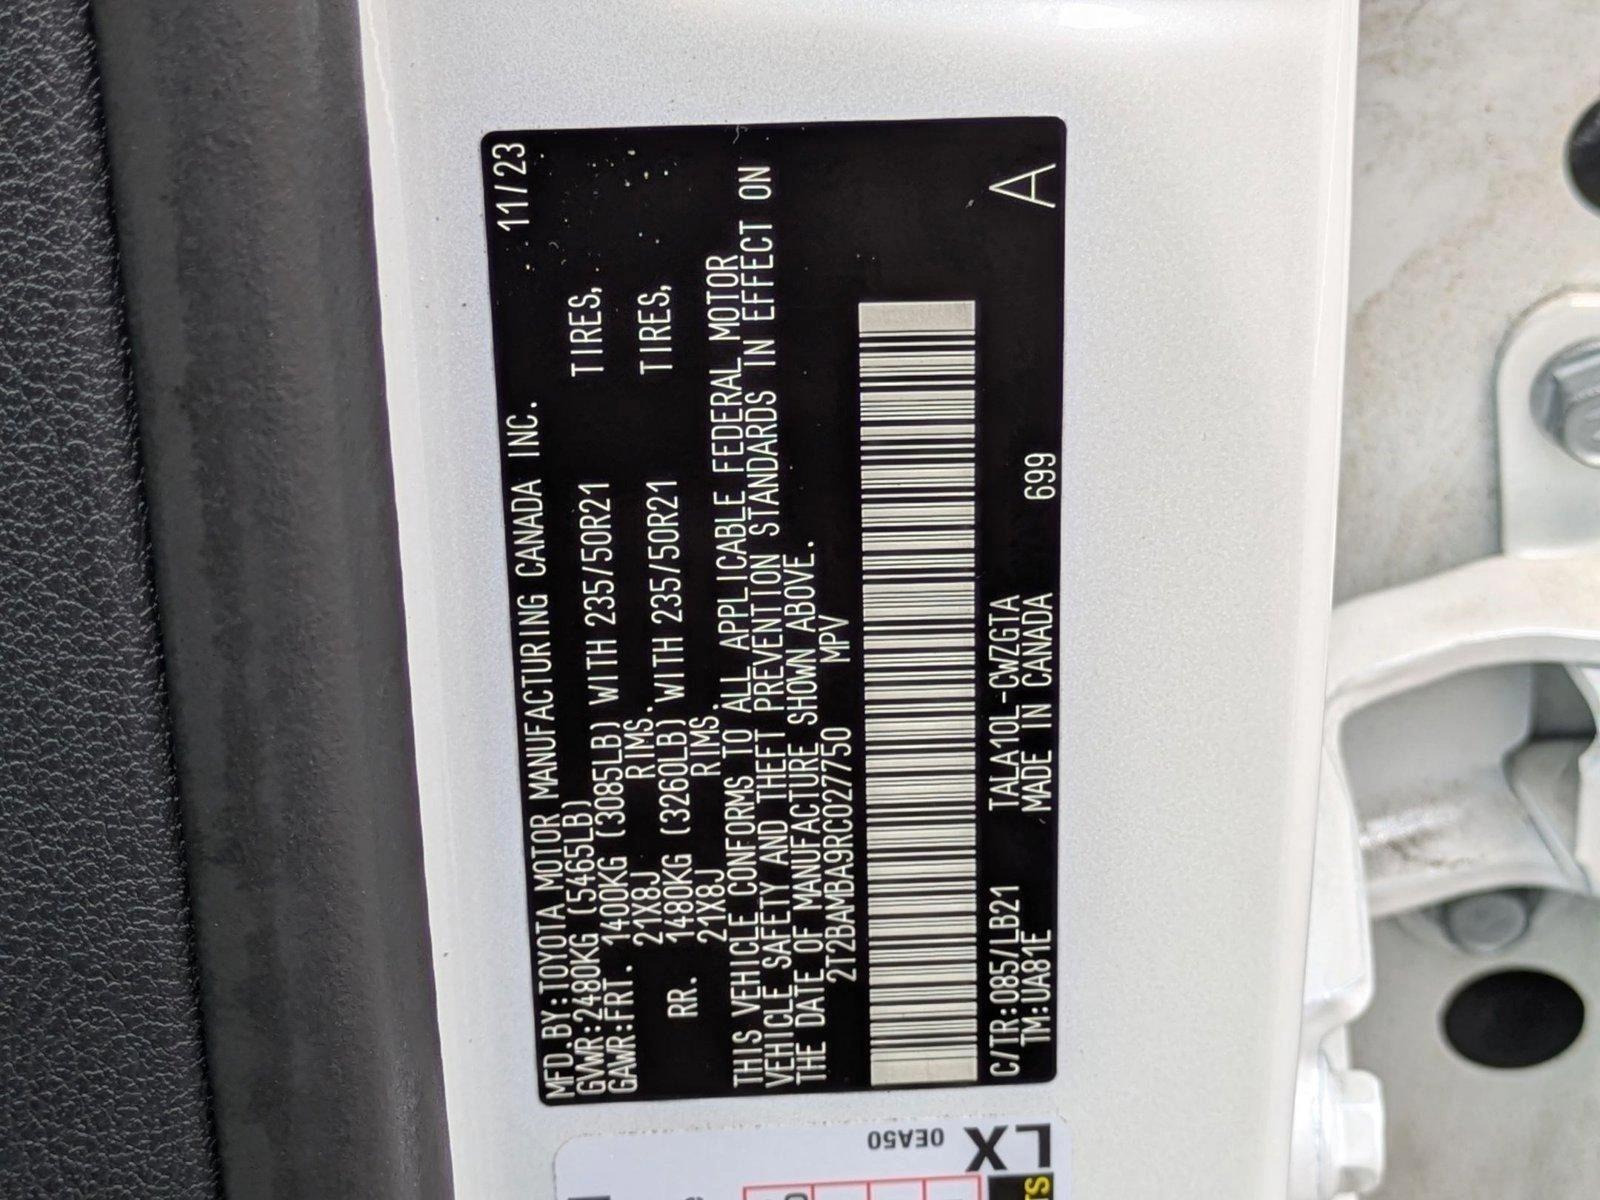 MFD.BY:TOYOTA MOTOR MANUFACTURING CANADA INC. 11/23
GVWR:2480KG (5465LB)
GAWR:FRT. 1400KG (3085LB) WITH 235/50R21 TIRES,
21X8J RIMS.
RR. 1480KG (3260LB) WITH 235/50R21 TIRES,
21X8J RIMS.
THIS VEHICLE CONFORMS TO ALL APPLICABLE FEDERAL MOTOR
VEHICLE SAFETY AND THEFT PREVENTION STANDARDS IN EFFECT ON
THE DATE OF MANUFACTURE SHOWN ABOVE.
2T2BAMBA9RC027750 MPV
C/TR:085/LB21 TALA10L-CWZGTA A
TM:UA81E MADE IN CANADA 699
LX
0EA50